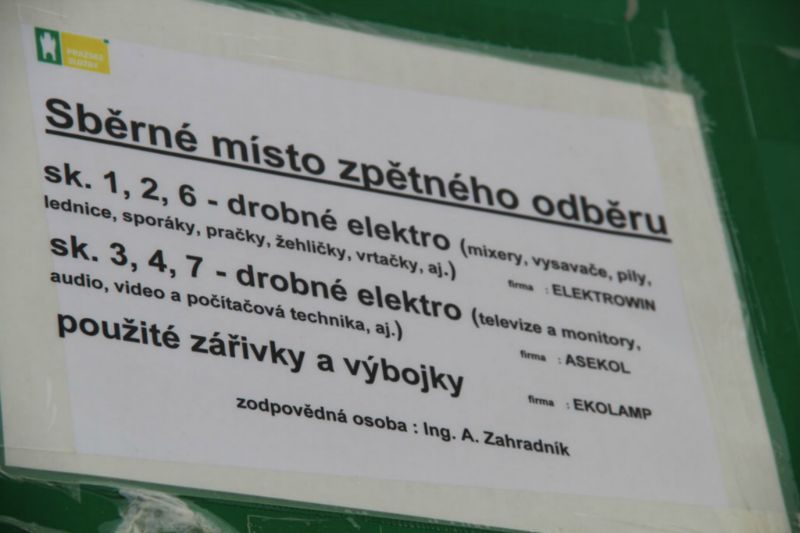 PRAŽSKÉ
SLUŽBY
Sběrné místo zpětného odběru
sk. 1, 2, 6 - drobné elektro (mixery, vysavače, pily,
lednice, sporáky, pračky, žehličky, vrtačky, aj.)
firma : ELEKTROWIN
sk. 3, 4, 7 - drobné elektro (televize a monitory,
audio, video a počítačová technika, aj.)
firma : ASEKOL
použité zářivky a výbojky
firma : EKOLAMP
zodpovědná osoba : Ing. A. Zahradník